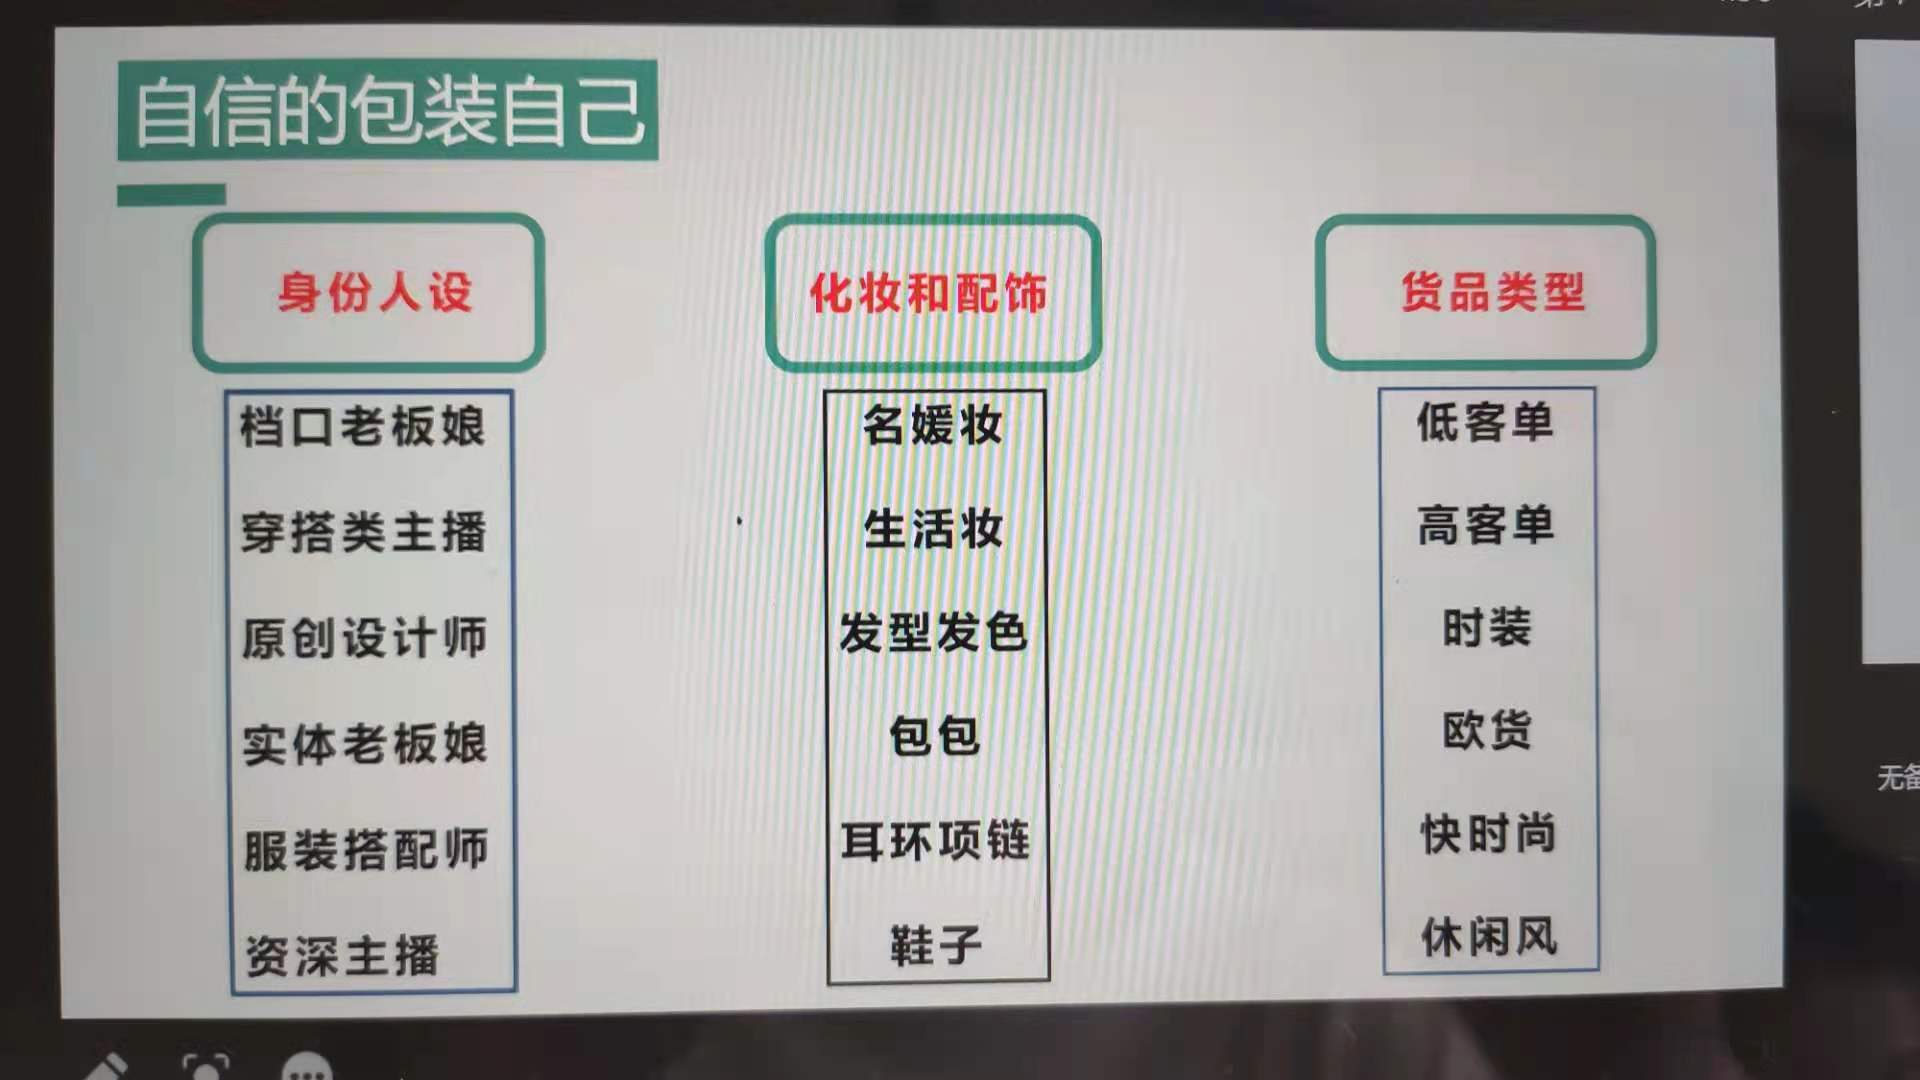 自信的包装自己
身份人设
档口老板娘
穿搭类主播
原创设计师
实体老板娘
服装搭配师
资深主播
化妆和配饰
名媛妆
生活妆
发型发色
包包
耳环项链
鞋子
货品类型
低客单
高客单
时装
欧货
快时尚
休闲风
无备